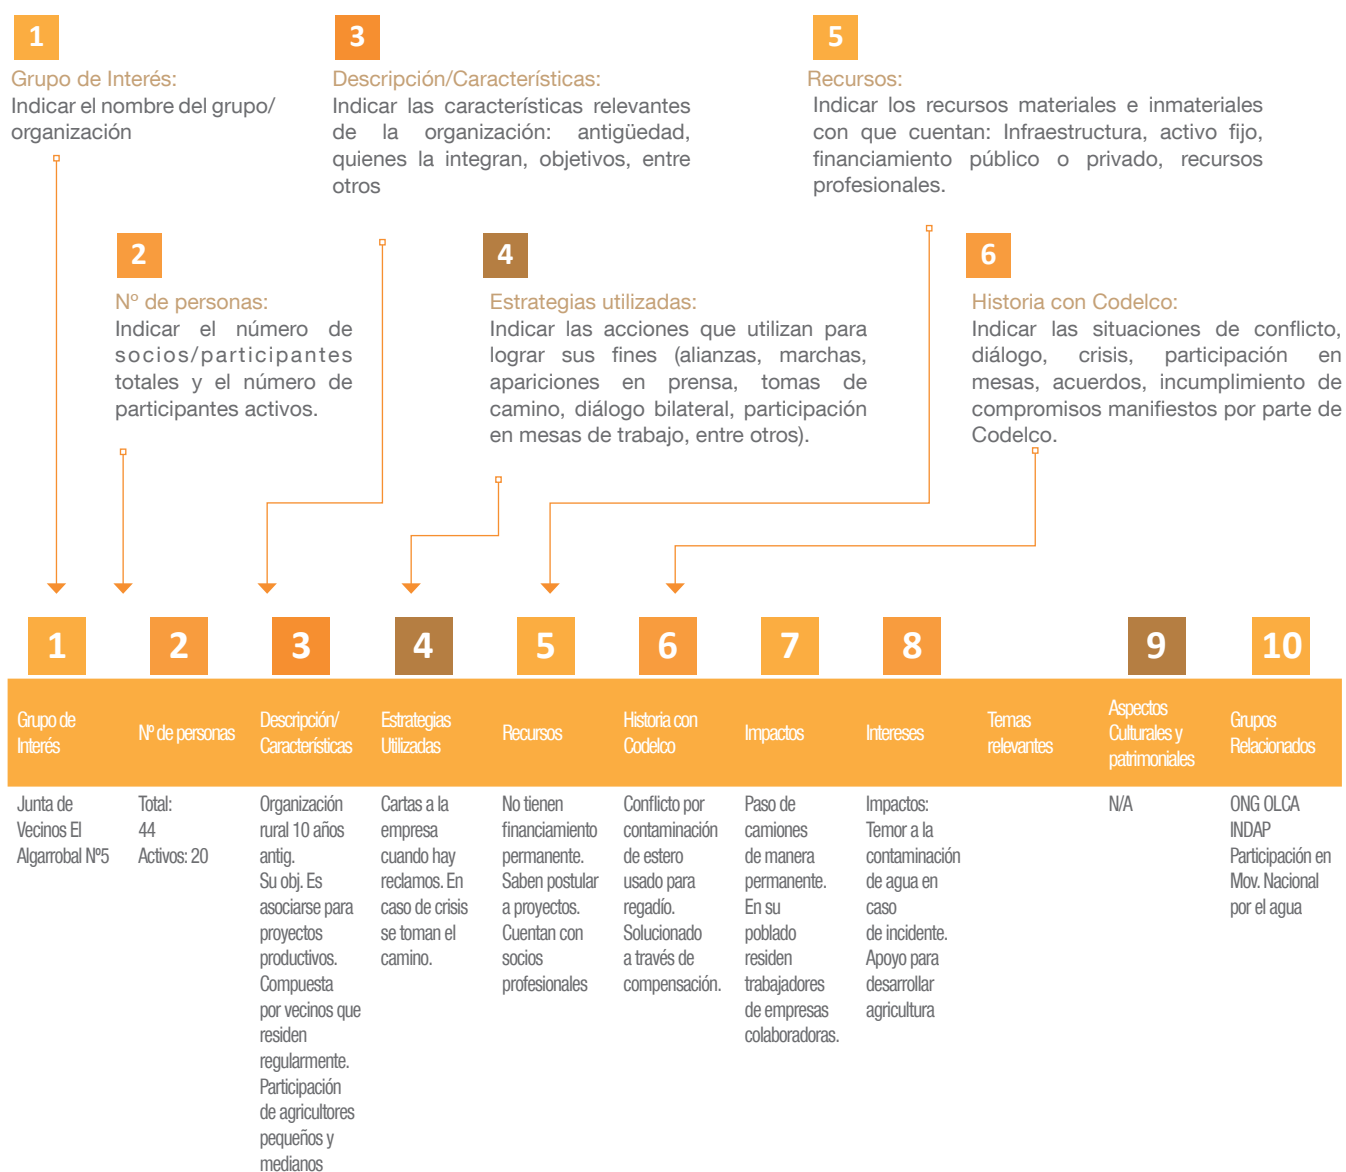 1
Grupo de Interés:
Indicar el nombre del grupo/
organización
3
Descripción/Características:
Indicar las características relevantes
de la organización: antigüedad,
quienes la integran, objetivos, entre
otros
5
Recursos:
Indicar los recursos materiales e inmateriales
con que cuentan: Infraestructura, activo fijo,
financiamiento público o privado, recursos
profesionales.
2
Nº de personas:
Indicar el número de
socios/participantes
totales y el número de
participantes activos.
4
Estrategias utilizadas:
Indicar las acciones que utilizan para
lograr sus fines (alianzas, marchas,
apariciones en prensa, tomas de
camino, diálogo bilateral, participación
en mesas de trabajo, entre otros).
6
Historia con Codelco:
Indicar las situaciones de conflicto,
diálogo, crisis, participación en
mesas, acuerdos, incumplimiento de
compromisos manifiestos por parte de
Codelco.
1
2
3
4
5
6
7
8
9
10
Grupo de
Interés
Nº de personas
Descripción/
Características
Estrategias
Utilizadas
Recursos
Historia con
Codelco
Impactos
Intereses
Temas
relevantes
Aspectos
Culturales y
patrimoniales
Grupos
Relacionados
Junta de
Vecinos El
Algarrobal Nº5
Total:
44
Activos: 20
Organización
rural 10 años
antig.
Su obj. Es
asociarse para
proyectos
productivos.
Compuesta
por vecinos que
residen
regularmente.
Participación
de agricultores
pequeños y
medianos
Cartas a la
empresa
cuando hay
reclamos. En
caso de crisis
se toman el
camino.
No tienen
financiamiento
permanente.
Saben postular
a proyectos.
Cuentan con
socios
profesionales
Conflicto por
contaminación
de estero
usado para
regadío.
Solucionado
a través de
compensación.
Paso de
camiones
de manera
permanente.
En su
poblado
residen
trabajadores
de empresas
colaboradoras.
Impactos:
Temor a la
contaminación
de agua en
caso
de incidente.
Apoyo para
desarrollar
agricultura
N/A
ONG OLCA
INDAP
Participación en
Mov. Nacional
por el agua